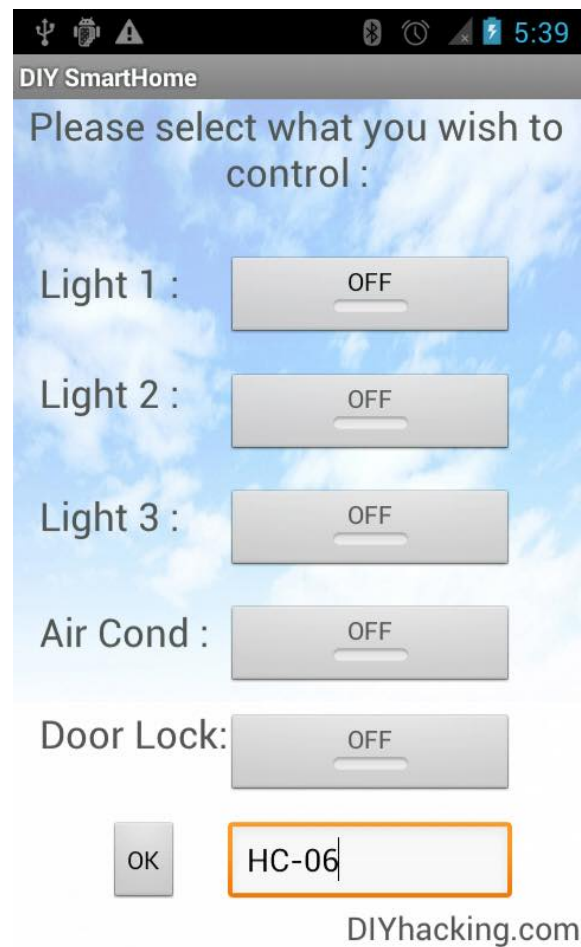 5:39
DIY SmartHome
Please select what you wish to
control :
Light 1 : OFF
Light 2 : OFF
Light 3 : OFF
Air Cond : OFF
Door Lock: OFF
OK HC-06
DIYhacking.com